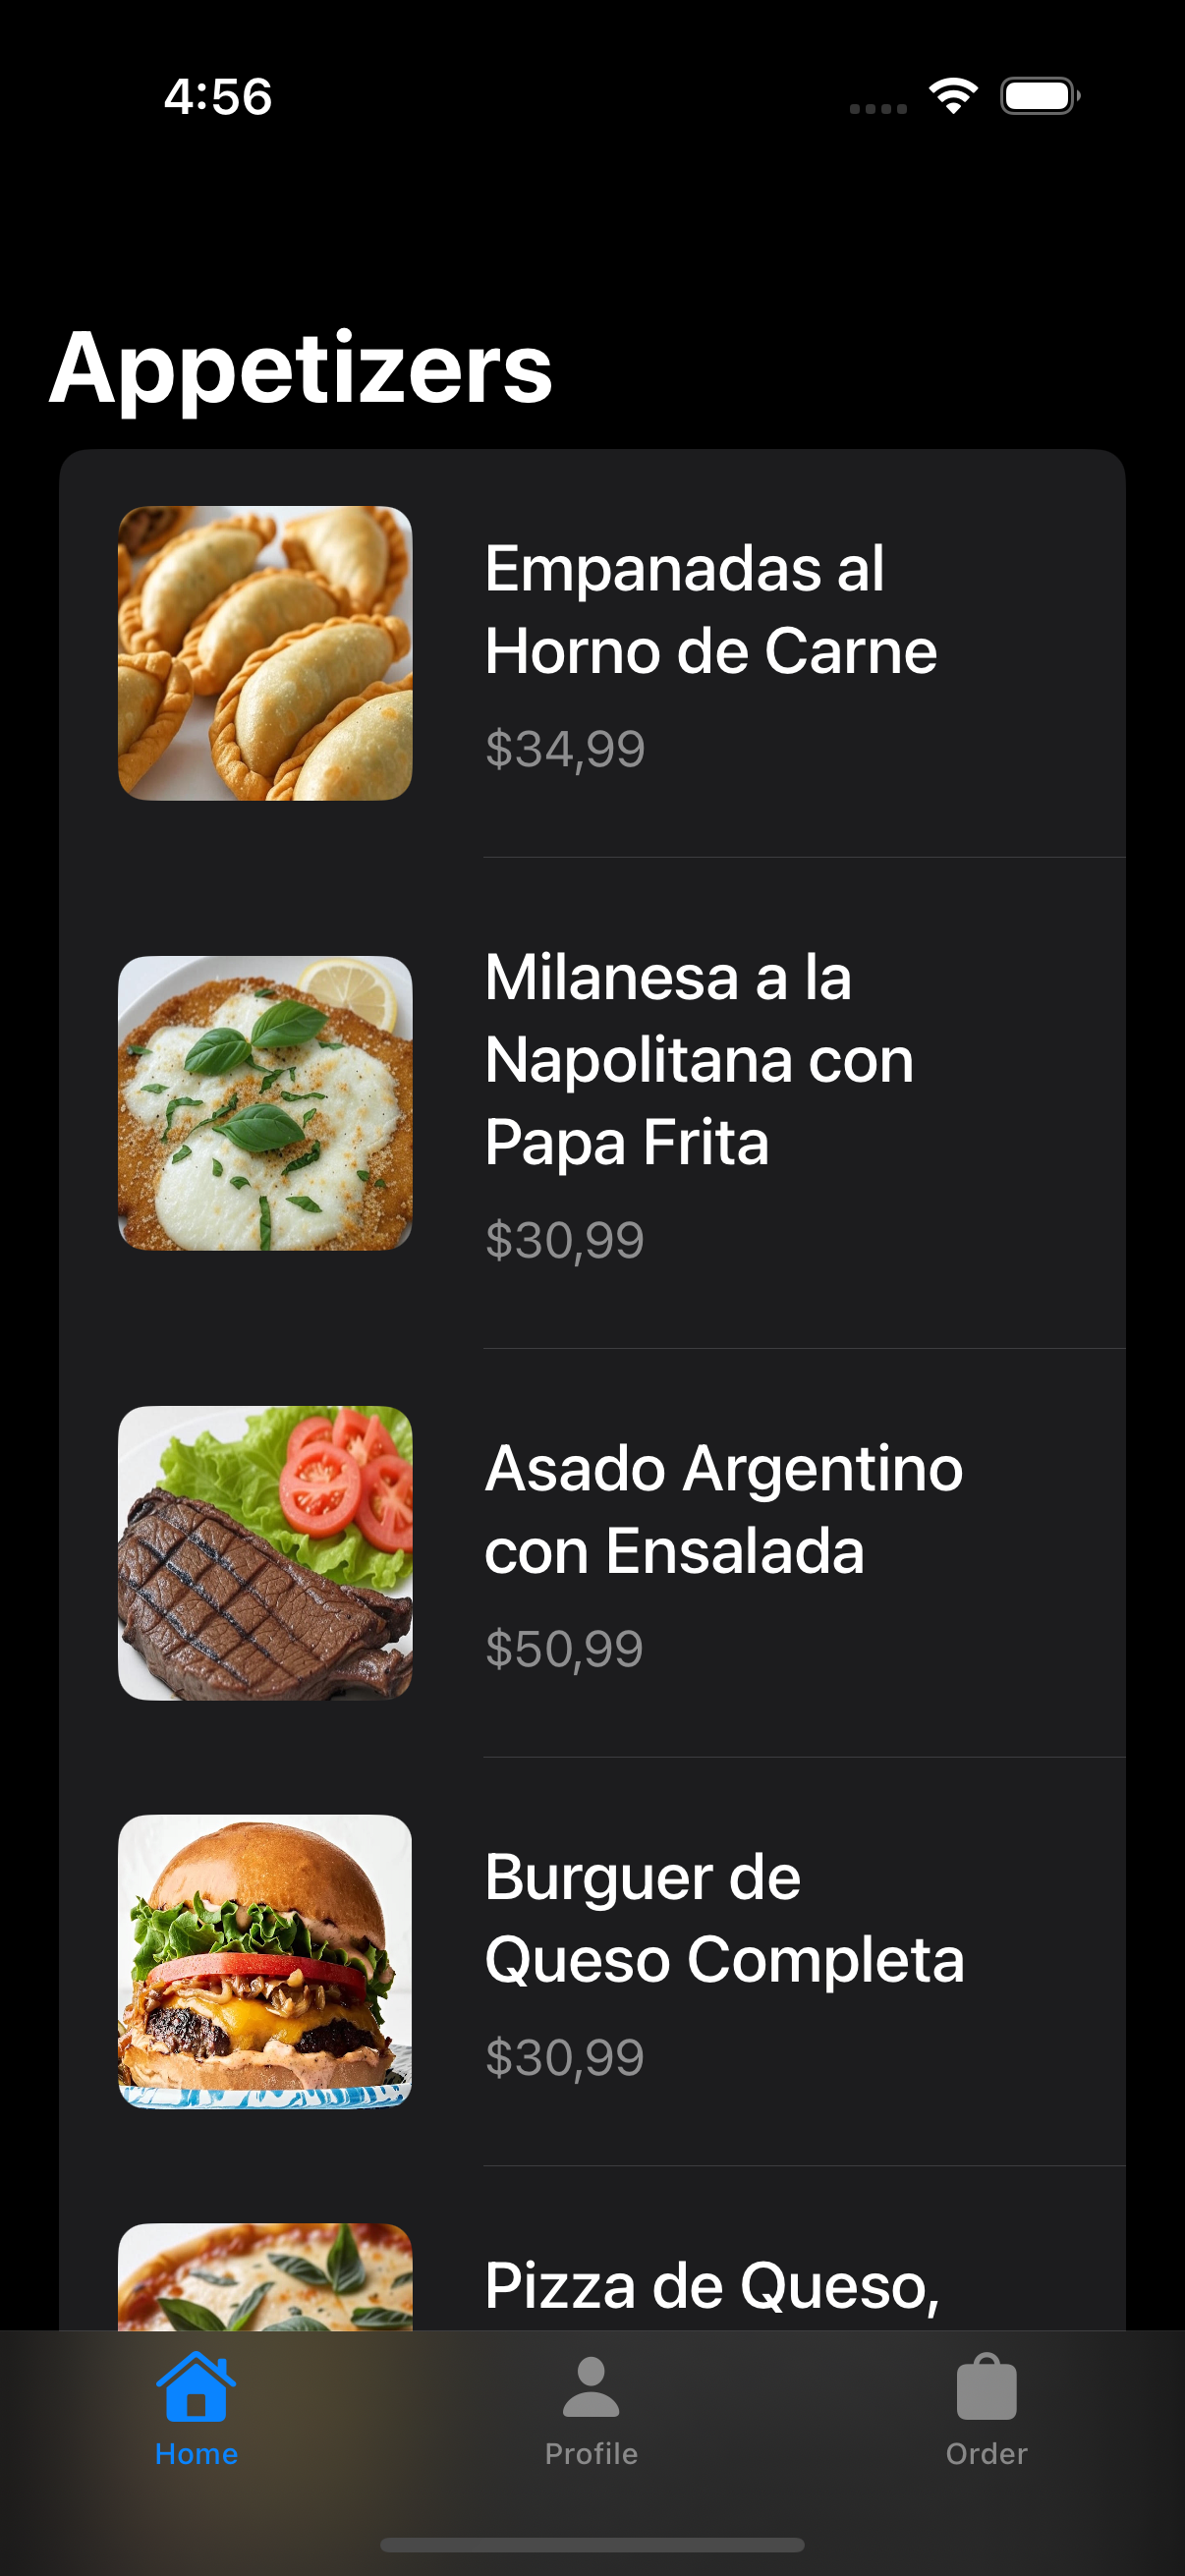 4:56
Appetizers
Empanadas al
Horno de Carne
$34,99
Milanesa a la
Napolitana con
Papa Frita
$30,99
Asado Argentino
con Ensalada
$50,99
Burguer de
Queso Completa
$30,99
Pizza de Queso,
Home
Profile
Order